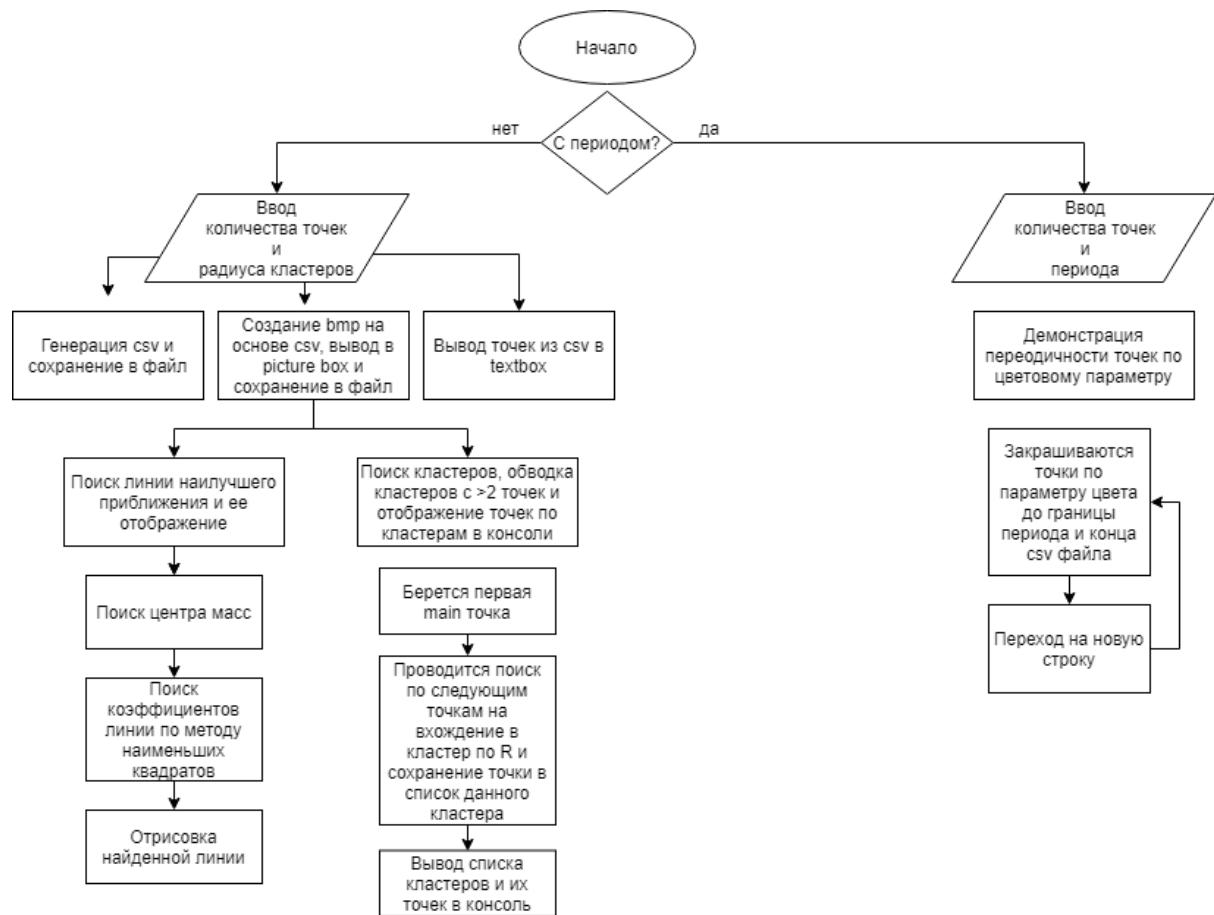 Начало
С периодом?
нет
да
Ввод
количества точек
и
радиуса кластеров
Ввод
количества точек
и
периода
Генерация csv и
сохранение в файл
Создание bmp на
основе csv, вывод в
picture box и
сохранение в файл
Вывод точек из csv в
textbox
Демонстрация
переодичности точек по
цветовому параметру
Поиск линии наилучшего
приближения и ее
отображение
Поиск кластеров, обводка
кластеров с >2 точек и
отображение точек по
кластерам в консоли
Закрашиваются
точки по
параметру цвета
до границы
периода и конца
csv файла
Поиск центра масс
Берется первая
main точка
Переход на новую
строку
Поиск
коэффициентов
линии по методу
наименьших
квадратов
Проводится поиск
по следующим
точкам на
вхождение в
кластер по R и
сохранение точки в
список данного
кластера
Отрисовка
найденной линии
Вывод списка
кластеров и их
точек в консоль